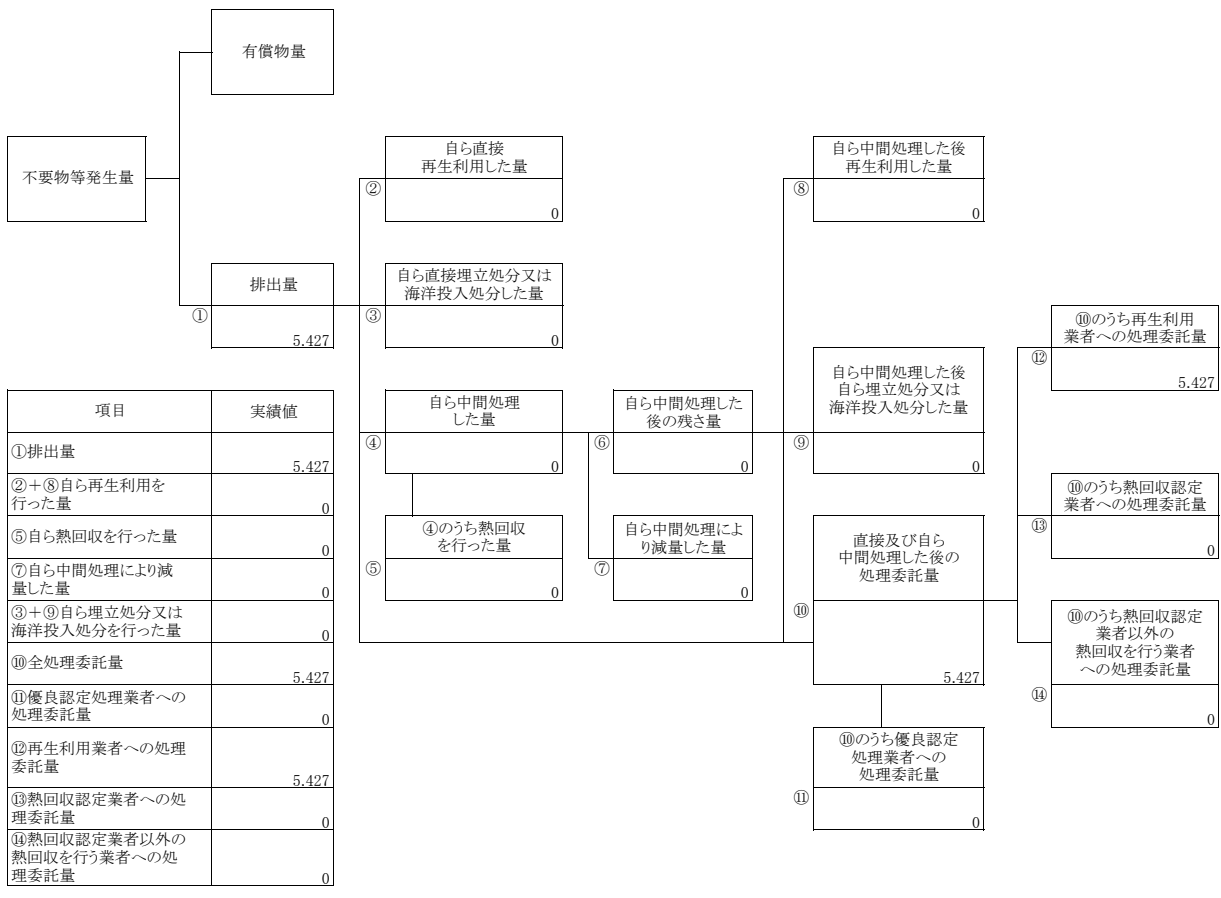 有償物量
不要物等発生量
自ら直接
再生利用した量
②
0
自ら中間処理した後
再生利用した量
⑧
0
排出量
①
5.427
自ら直接埋立処分又は
海洋投入処分した量
③
0
⑩のうち再生利用
業者への処理委託量
⑫
5.427
自ら中間処理
した量
④
0
自ら中間処理した
後の残さ量
⑥
0
自ら中間処理した後
自ら埋立処分又は
海洋投入処分した量
⑨
0
⑩のうち熱回収認定
業者への処理委託量
⑬
0
④のうち熱回収
を行った量
⑤
0
自ら中間処理によ
り減量した量
⑦
0
直接及び自ら
中間処理した後の
処理委託量
⑩
5.427
⑩のうち熱回収認定
業者以外の
熱回収を行う業者
への処理委託量
⑭
0
⑩のうち優良認定
処理業者への
処理委託量
⑪
0
項目 実績値
①排出量
5.427
②+⑧自ら再生利用を
行った量
0
⑤自ら熱回収を行った量
0
⑦自ら中間処理により減
量した量
0
③+⑨自ら埋立処分又は
海洋投入処分を行った量
0
⑩全処理委託量
5.427
⑪優良認定処理業者への
処理委託量
0
⑫再生利用業者への処理
委託量
5.427
⑬熱回収認定業者への処
理委託量
0
⑭熱回収認定業者以外の
熱回収を行う業者への処
理委託量
0